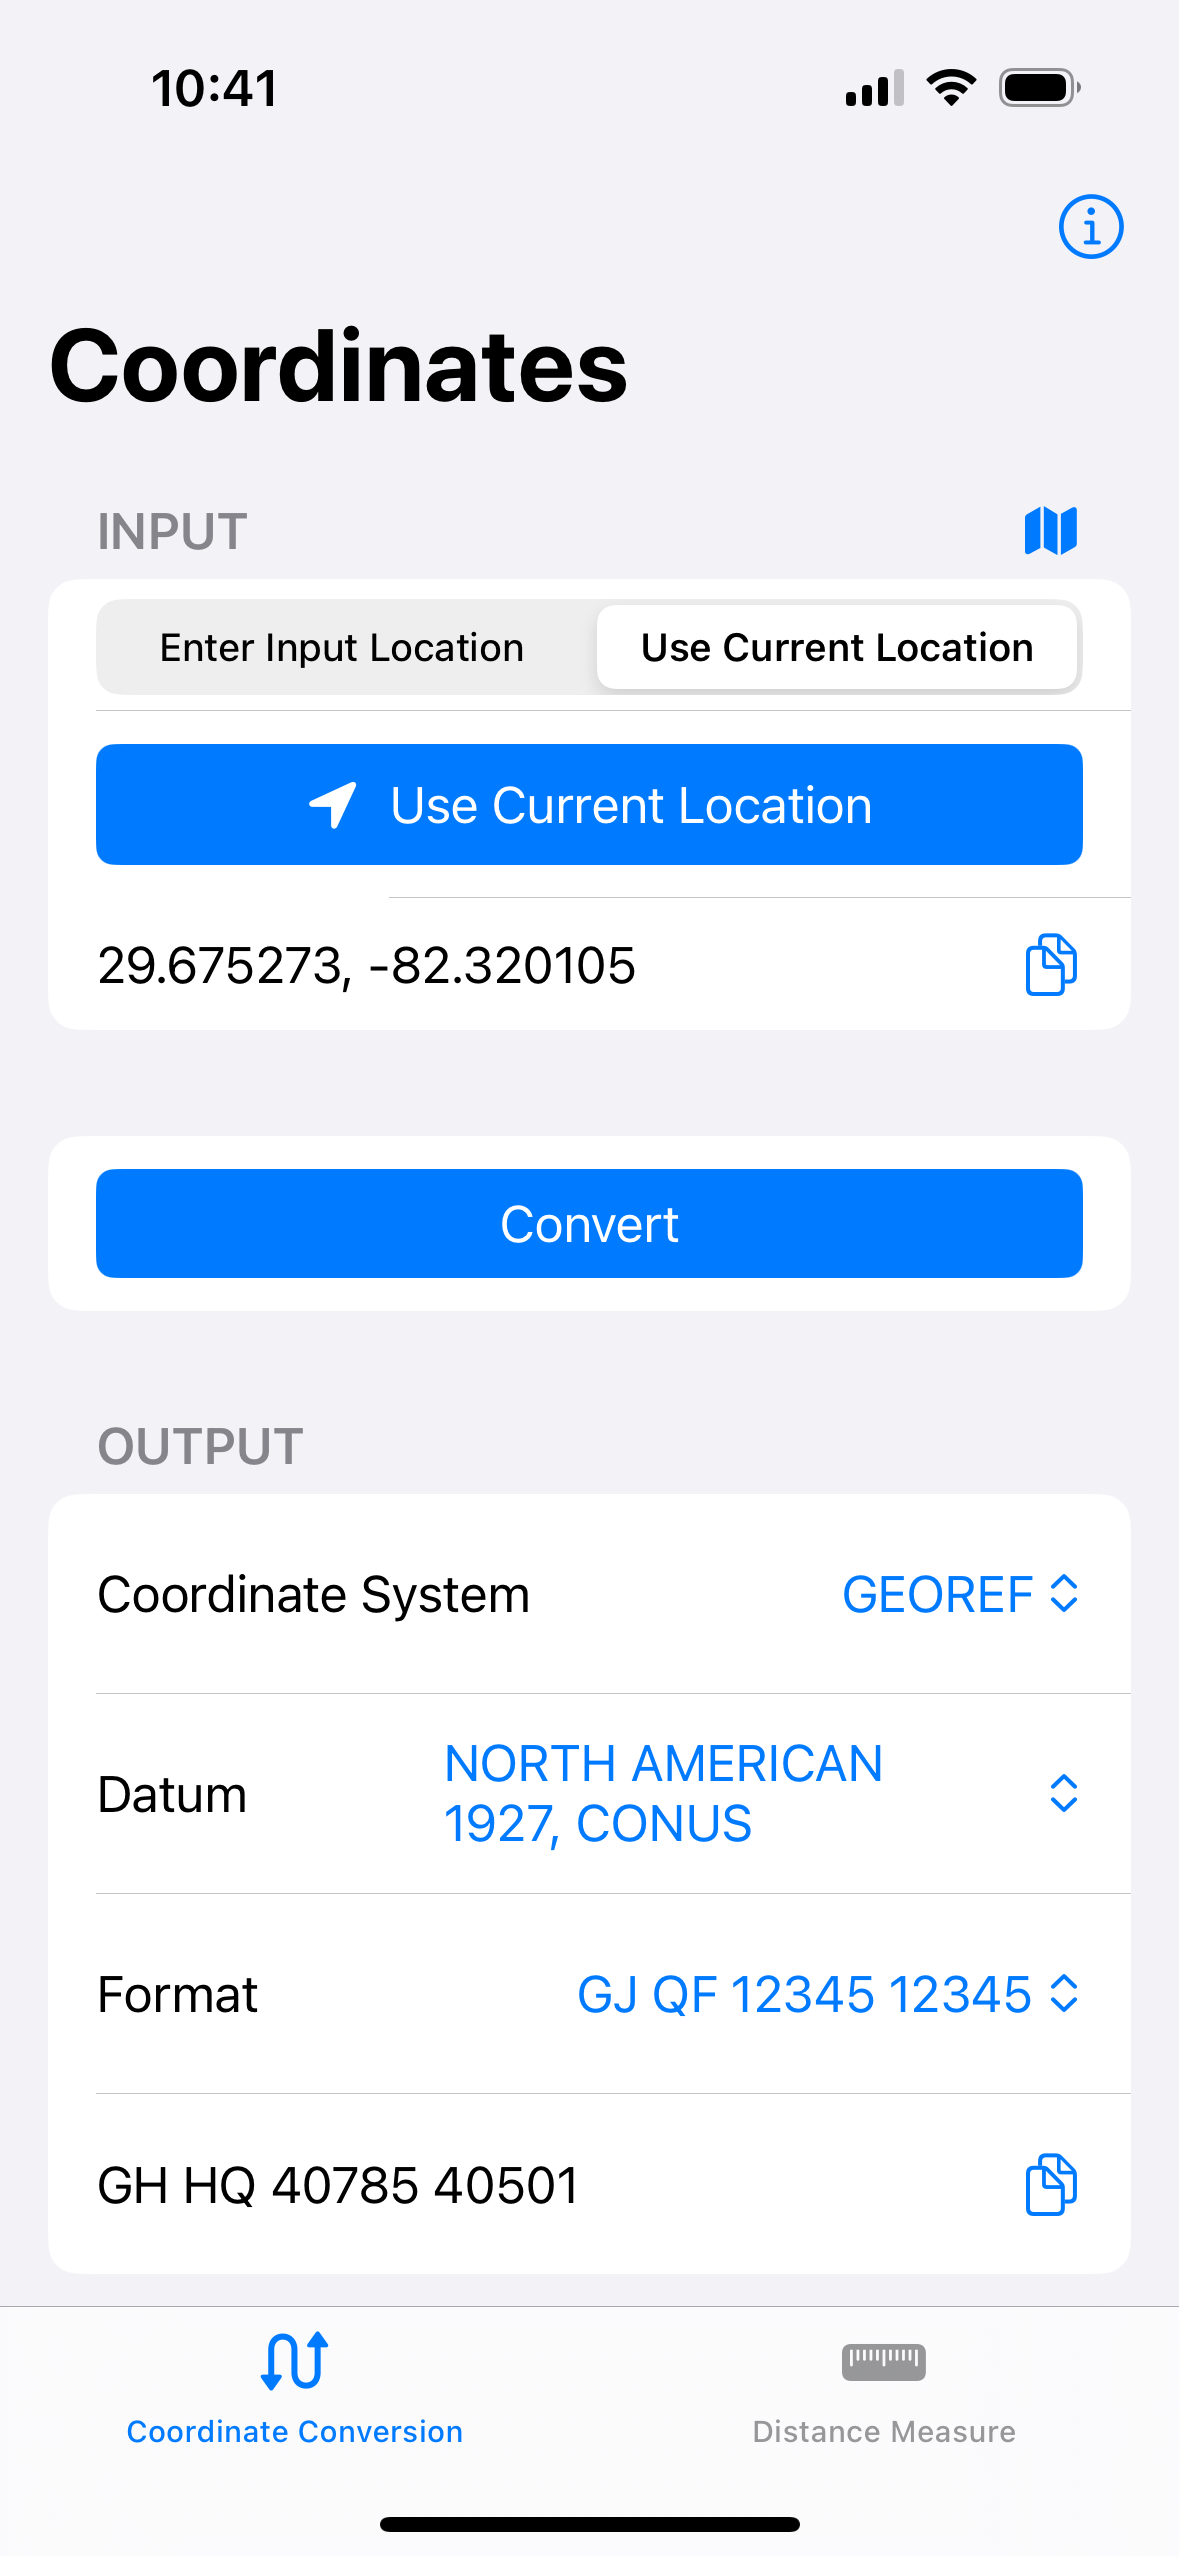 10:41
Coordinates
INPUT
Enter Input Location
Use Current Location
Use Current Location
29.675273, -82.320105
Convert
OUTPUT
Coordinate System
GEOREF
Datum
NORTH AMERICAN
1927, CONUS
Format
GJ QF 12345 12345
GH HQ 40785 40501
Coordinate Conversion
Distance Measure